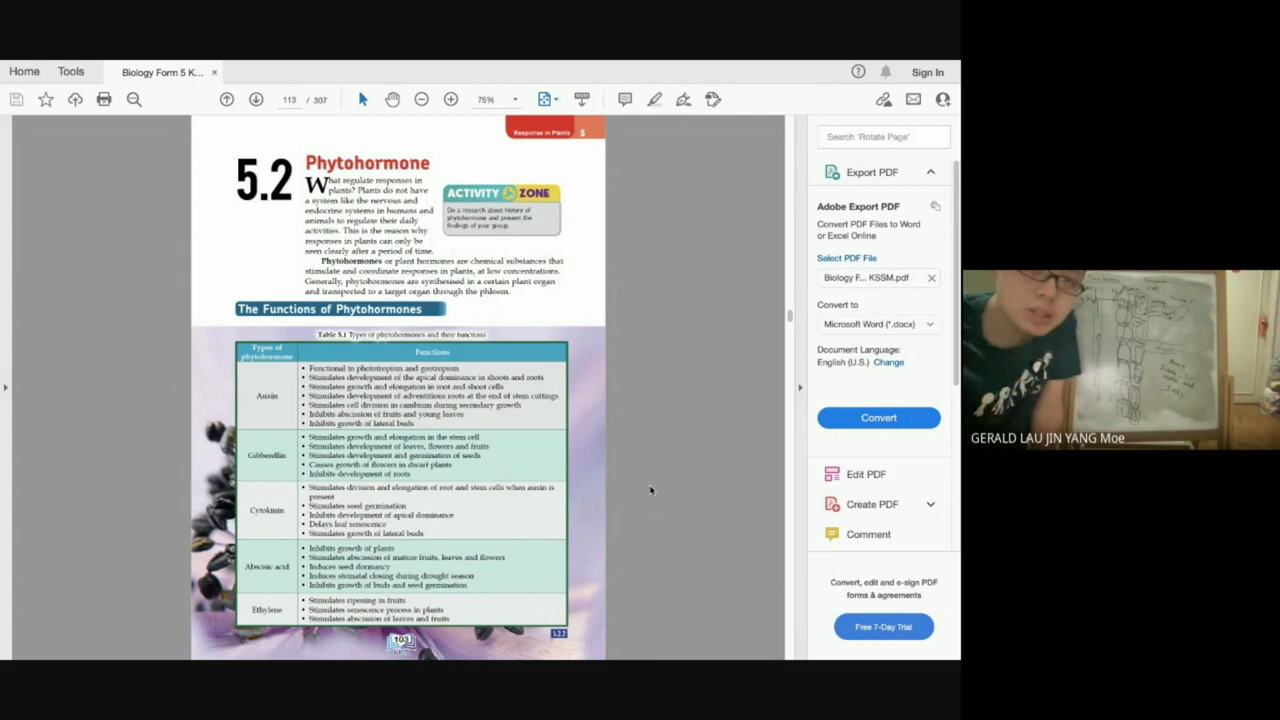 Home
Tools
Biology Form 5 K...
Sign In
113 / 307
75%
Response in Plants 5
5.2
Phytohormone
What regulate responses in
plants? Plants do not have
a system like the nervous and
endocrine systems in humans and
animals to regulate their daily
activities. This is the reason why
responses in plants can only be
seen clearly after a period of time.
ACTIVITY ZONE
Do a research about history of
phytohormone and present the
findings of your group.
Phytohormones or plant hormones are chemical substances that
stimulate and coordinate responses in plants, at low concentrations.
Generally, phytohormones are synthesised in a certain plant organ
and transported to a target organ through the phloem.
The Functions of Phytohormones
Table 5.1 Types of phytohormones and their functions
Types of
phytohormone
Functions
Auxin
• Functional in phototropism and geotropism
• Stimulates development of the apical dominance in shoots and roots
• Stimulates growth and elongation in root and shoot cells
• Stimulates development of adventitious roots at the end of stem cuttings
• Stimulates cell division in cambium during secondary growth
• Inhibits abscission of fruits and young leaves
• Inhibits growth of lateral buds
Gibberellin
• Stimulates growth and elongation in the stem cell
• Stimulates development of leaves, flowers and fruits
• Stimulates development and germination of seeds
• Causes growth of flowers in dwarf plants
• Inhibits development of roots
Cytokinin
• Stimulates division and elongation of root and stem cells when auxin is
present
• Stimulates seed germination
• Inhibits development of apical dominance
• Delays leaf senescence
• Stimulates growth of lateral buds
Abscisic acid
• Inhibits growth of plants
• Stimulates abscission of mature fruits, leaves and flowers
• Induces seed dormancy
• Induces stomatal closing during drought season
• Inhibits growth of buds and seed germination
Ethylene
• Stimulates ripening in fruits
• Stimulates senescence process in plants
• Stimulates abscission of leaves and fruits
103
5.2.2
Search 'Rotate Page'
Export PDF
Adobe Export PDF
Convert PDF Files to Word
or Excel Online
Select PDF File
Biology F... KSSM.pdf
Convert to
Microsoft Word (*.docx)
Document Language:
English (U.S.) Change
Convert
Edit PDF
Create PDF
Comment
Convert, edit and e-sign PDF
forms & agreements
Free 7-Day Trial
GERALD LAU JIN YANG Moe